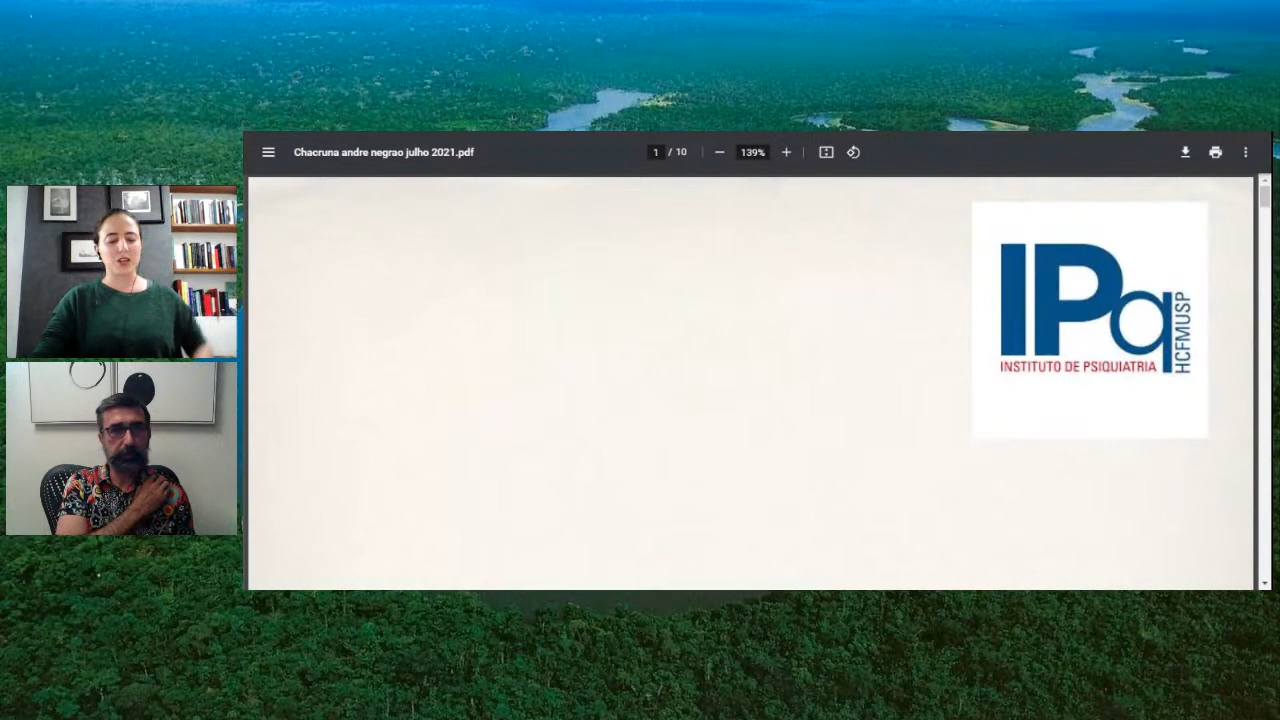 Chacruna andre negrao julho 2021.pdf
1 / 10
139%
IPq
INSTITUTO DE PSIQUIATRIA
HCFMUSP